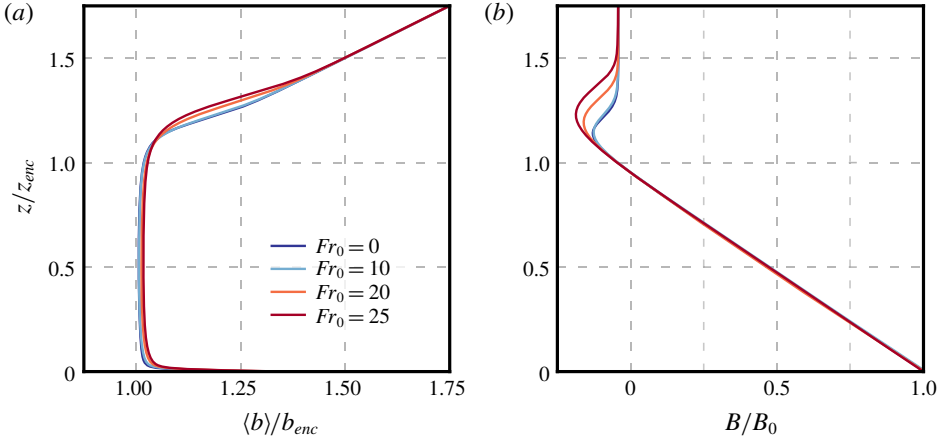 (a)
1.5
1.0
0.5
0
z/z_enc
Fr_0 = 0
Fr_0 = 10
Fr_0 = 20
Fr_0 = 25
1.00
1.25
1.50
1.75
⟨b⟩/b_enc
(b)
1.5
1.0
0.5
0
0
0.5
1.0
B/B_0